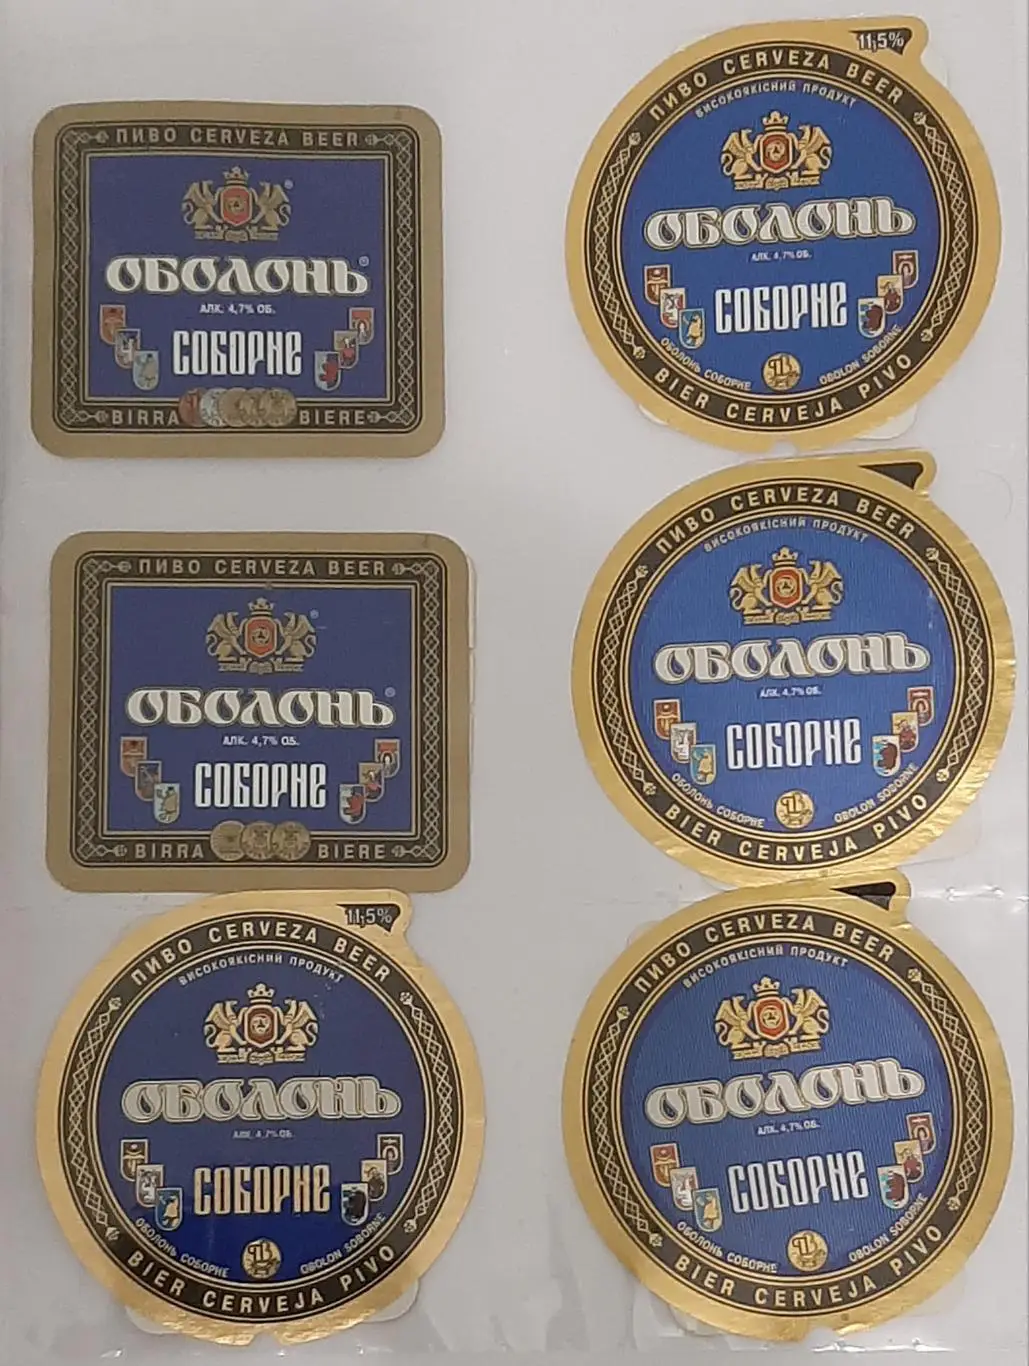 ПИВО CERVEZA BEER
ОБОЛОНЬ®
АЛК. 4,7% ОБ.
СОБОРНЕ
BIRRA BIERE
11,5%
ПИВО CERVEZA BEER
ВИСОКОЯКІСНИЙ ПРОДУКТ
ОБОЛОНЬ
АЛК. 4,7% ОБ.
СОБОРНЕ
ОБОЛОНЬ СОБОРНЕ OBOLON SOBORNE
BIER CERVEJA PIVO
ПИВО CERVEZA BEER
ОБОЛОНЬ®
АЛК. 4,7% ОБ.
СОБОРНЕ
BIRRA BIERE
ПИВО CERVEZA BEER
ВИСОКОЯКІСНИЙ ПРОДУКТ
ОБОЛОНЬ
АЛК. 4,7% ОБ.
СОБОРНЕ
ОБОЛОНЬ СОБОРНЕ OBOLON SOBORNE
BIER CERVEJA PIVO
11,5%
ПИВО CERVEZA BEER
ВИСОКОЯКІСНИЙ ПРОДУКТ
ОБОЛОНЬ
АЛК. 4,7% ОБ.
СОБОРНЕ
ОБОЛОНЬ СОБОРНЕ OBOLON SOBORNE
BIER CERVEJA PIVO
ПИВО CERVEZA BEER
ВИСОКОЯКІСНИЙ ПРОДУКТ
ОБОЛОНЬ
АЛК. 4,7% ОБ.
СОБОРНЕ
ОБОЛОНЬ СОБОРНЕ OBOLON SOBORNE
BIER CERVEJA PIVO